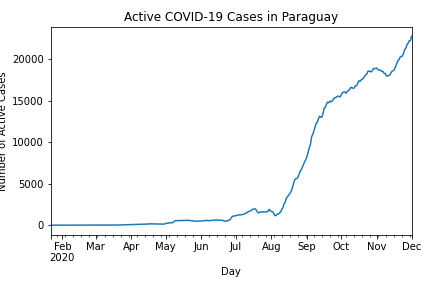 Active COVID-19 Cases in Paraguay
Number of Active Cases
20000
15000
10000
5000
0
Feb Mar Apr May Jun Jul Aug Sep Oct Nov Dec
2020
Day